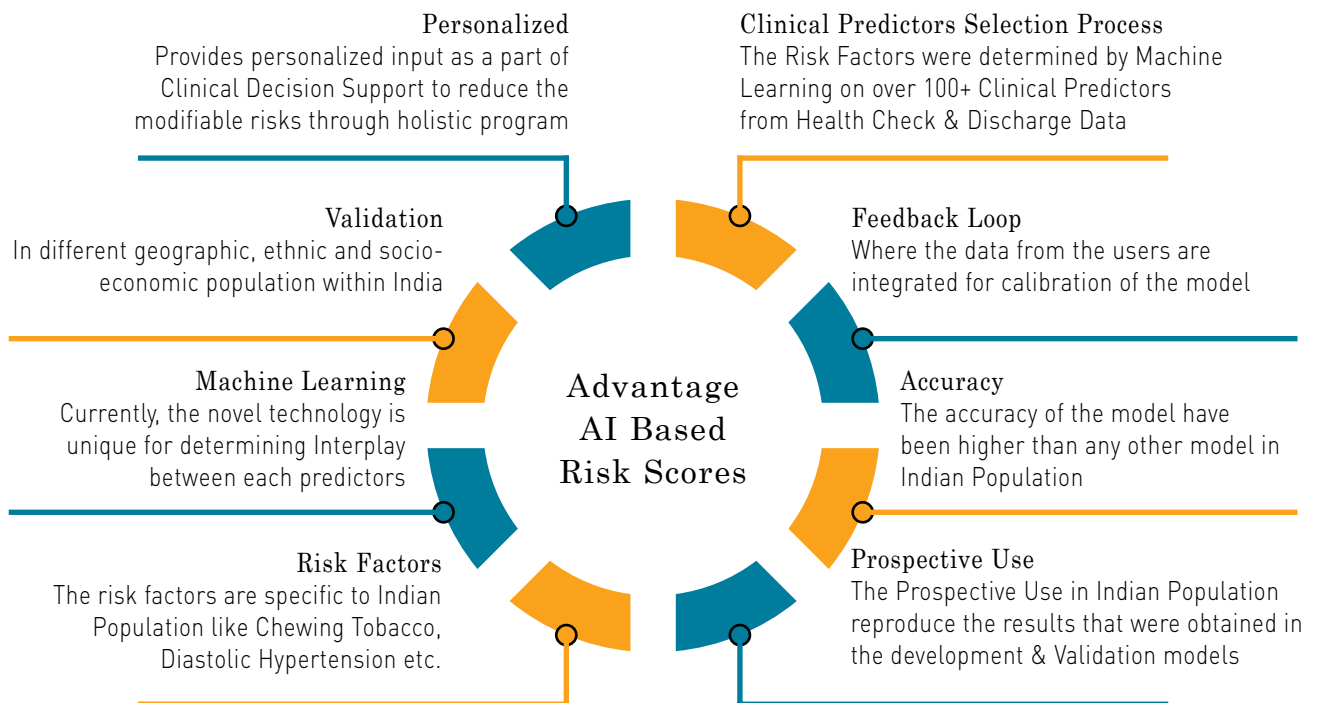 Personalized
Provides personalized input as a part of
Clinical Decision Support to reduce the
modifiable risks through holistic program
Clinical Predictors Selection Process
The Risk Factors were determined by Machine
Learning on over 100+ Clinical Predictors
from Health Check & Discharge Data
Validation
In different geographic, ethnic and socio-
economic population within India
Feedback Loop
Where the data from the users are
integrated for calibration of the model
Machine Learning
Currently, the novel technology is
unique for determining Interplay
between each predictors
Advantage
AI Based
Risk Scores
Accuracy
The accuracy of the model have
been higher than any other model in
Indian Population
Risk Factors
The risk factors are specific to Indian
Population like Chewing Tobacco,
Diastolic Hypertension etc.
Prospective Use
The Prospective Use in Indian Population
reproduce the results that were obtained in
the development & Validation models